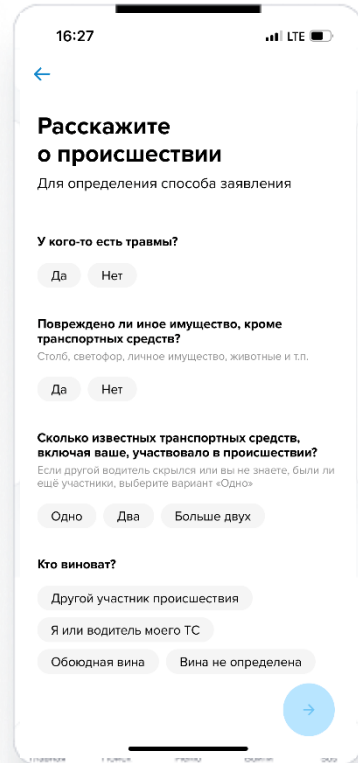 16:27 LTE
Расскажите
о происшествии
Для определения способа заявления
У кого-то есть травмы?
Да Нет
Повреждено ли иное имущество, кроме
транспортных средств?
Столб, светофор, личное имущество, животные и т.п.
Да Нет
Сколько известных транспортных средств,
включая ваше, участвовало в происшествии?
Если другой водитель скрылся или вы не знаете, были ли
ещё участники, выберите вариант «Одно»
Одно Два Больше двух
Кто виноват?
Другой участник происшествия
Я или водитель моего ТС
Обоюдная вина Вина не определена